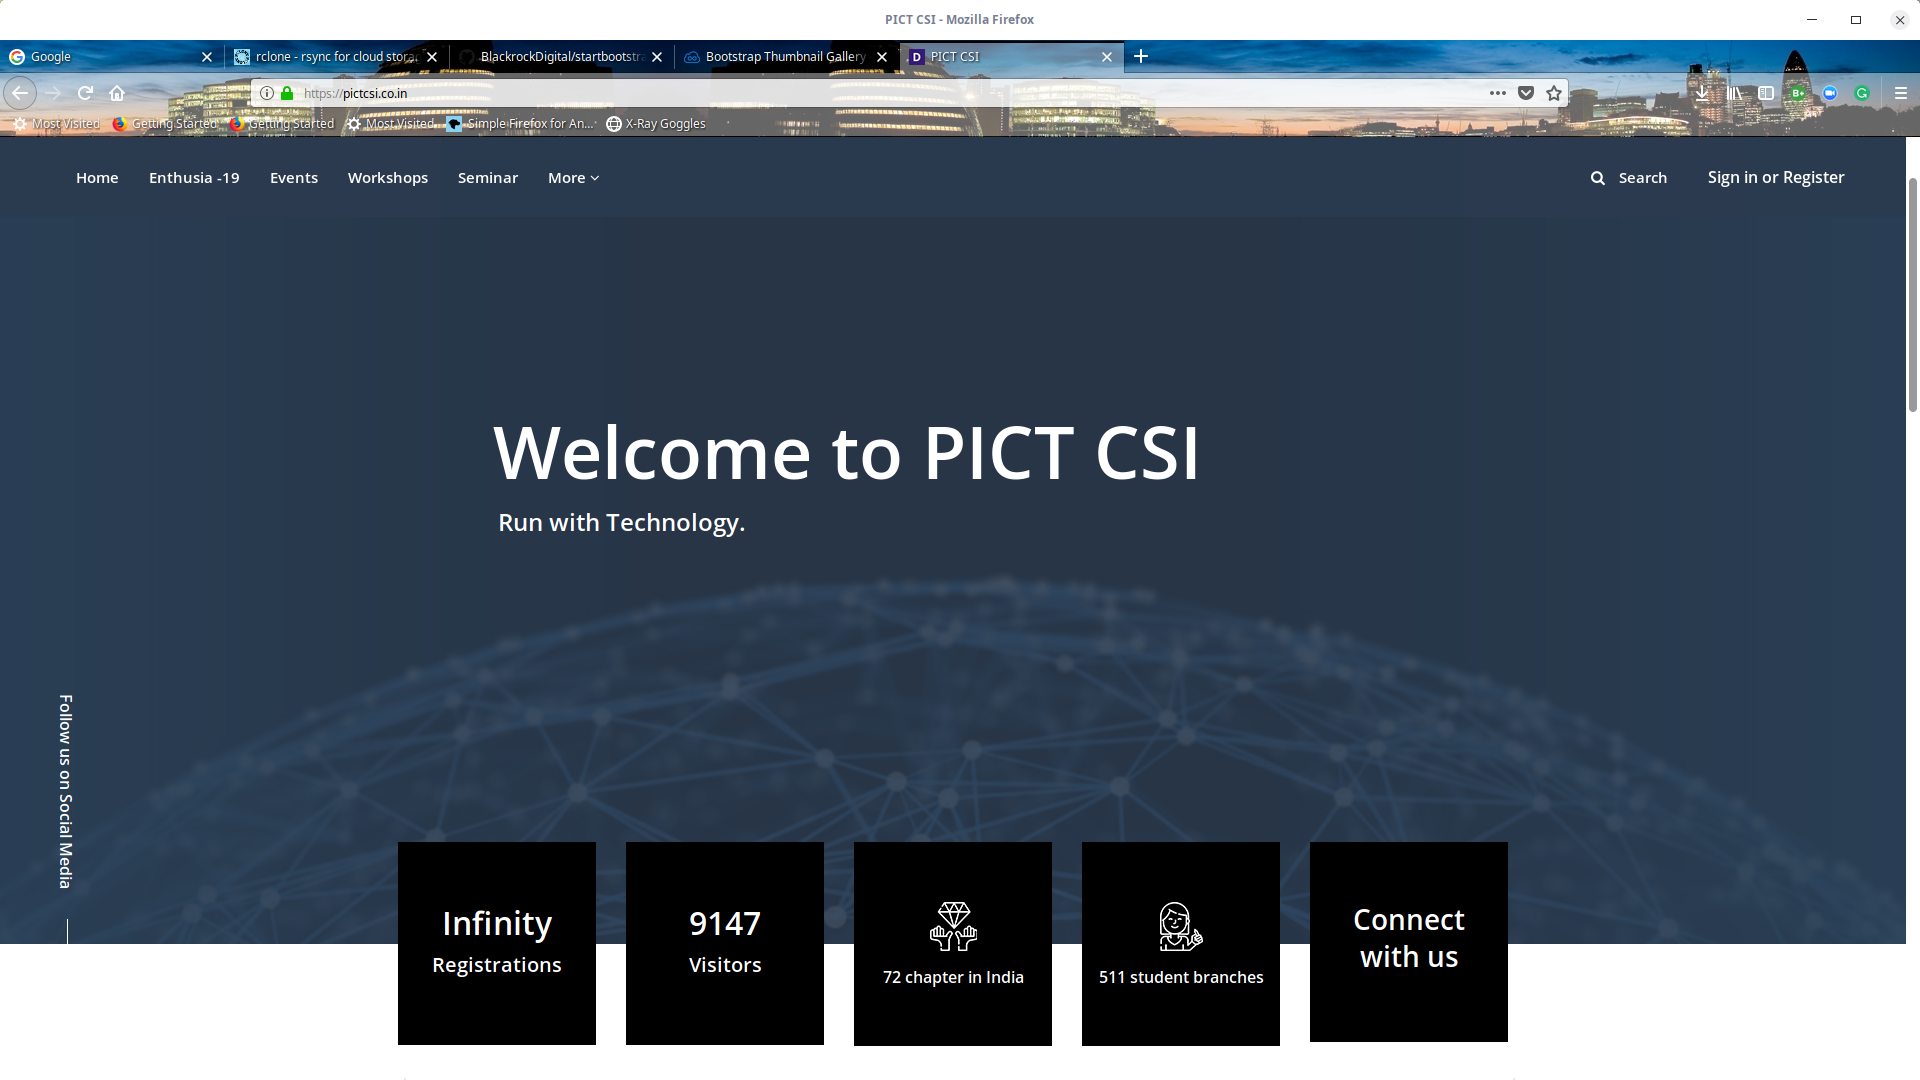 PICT CSI - Mozilla Firefox
Google
rclone - rsync for cloud stora
BlackrockDigital/startbootstra
Bootstrap Thumbnail Gallery
D PICT CSI
https://pictcsi.co.in
Most Visited
Getting Started
Getting Started
Most Visited
Simple Firefox for An...
X-Ray Goggles
B+
Home
Enthusia -19
Events
Workshops
Seminar
More
Search
Sign in or Register
Welcome to PICT CSI
Run with Technology.
Follow us on Social Media
Infinity
Registrations
9147
Visitors
72 chapter in India
511 student branches
Connect
with us